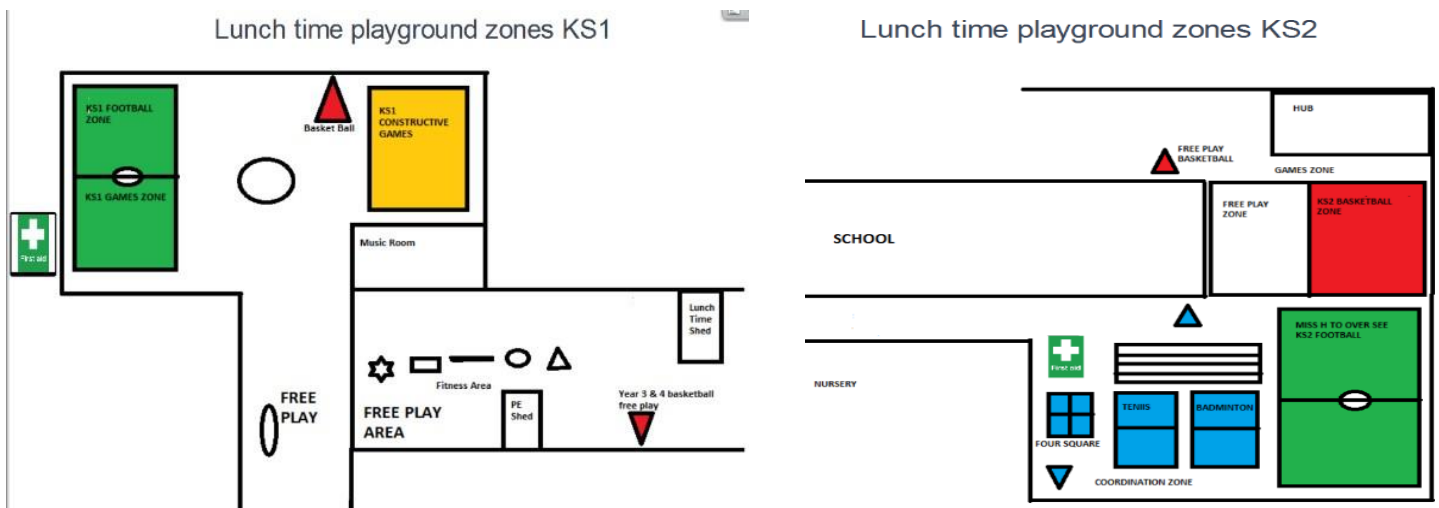 Lunch time playground zones KS1
KS1 FOOTBALL
ZONE
KS1 GAMES ZONE
First aid
Basket Ball
KS1
CONSTRUCTIVE
GAMES
Music Room
Lunch
Time
Shed
Fitness Area
FREE
PLAY
FREE PLAY
AREA
PE
Shed
Year 3 & 4 basketball
free play
Lunch time playground zones KS2
HUB
FREE PLAY
BASKETBALL
GAMES ZONE
FREE PLAY
ZONE
KS2 BASKETBALL
ZONE
SCHOOL
MISS H TO OVER SEE
KS2 FOOTBALL
First aid
NURSERY
TENIIS
BADMINTON
FOUR SQUARE
COORDINATION ZONE